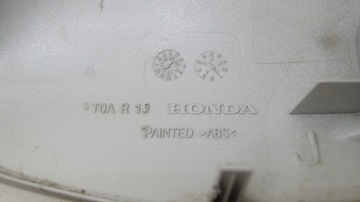 T0A R 13 HONDA
PAINTED >ABS<